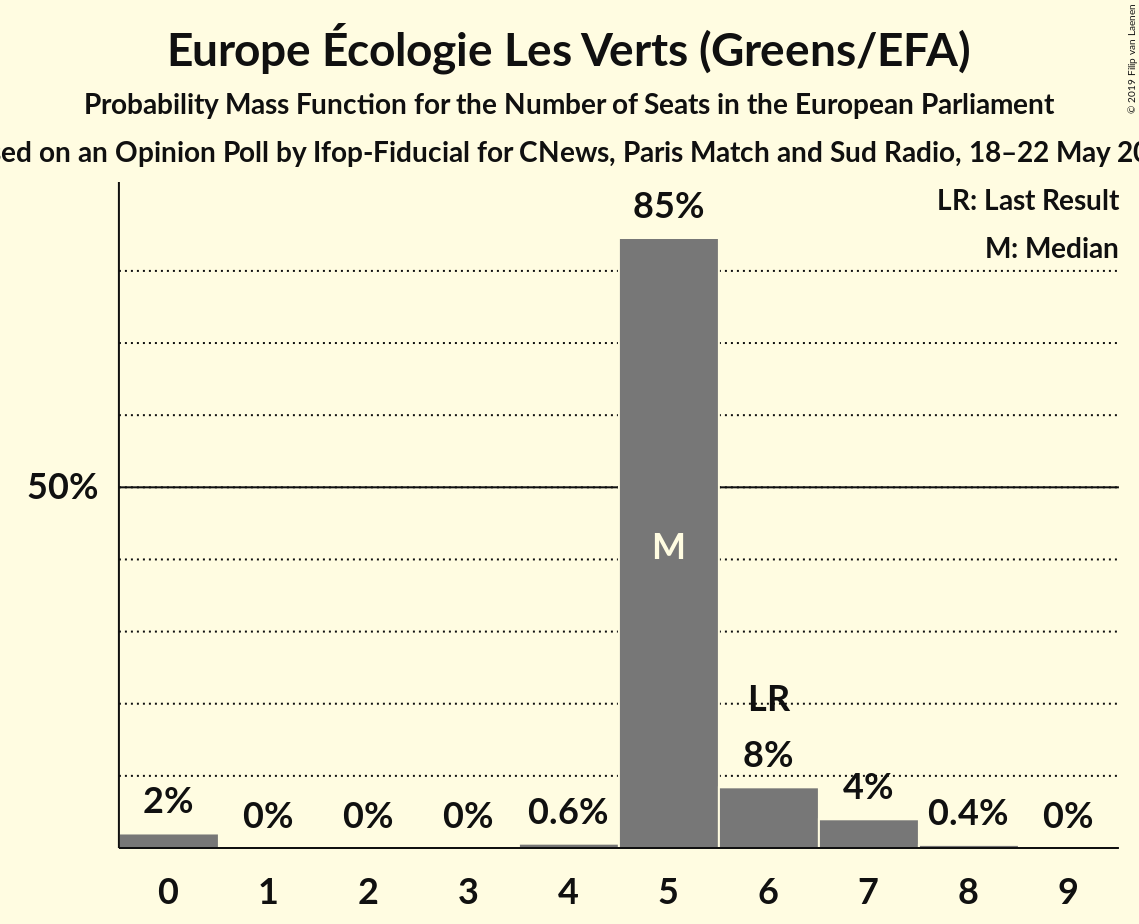 Europe Écologie Les Verts (Greens/EFA)
Probability Mass Function for the Number of Seats in the European Parliament
on an Opinion Poll by Ifop-Fiducial for CNews, Paris Match and Sud Radio, 18–22 May
© 2019 Filip van Laenen
LR: Last Result
M: Median
85%
50%
M
LR
8%
2%
0%
0%
0%
0.6%
4%
0.4%
0%
0
1
2
3
4
5
6
7
8
9